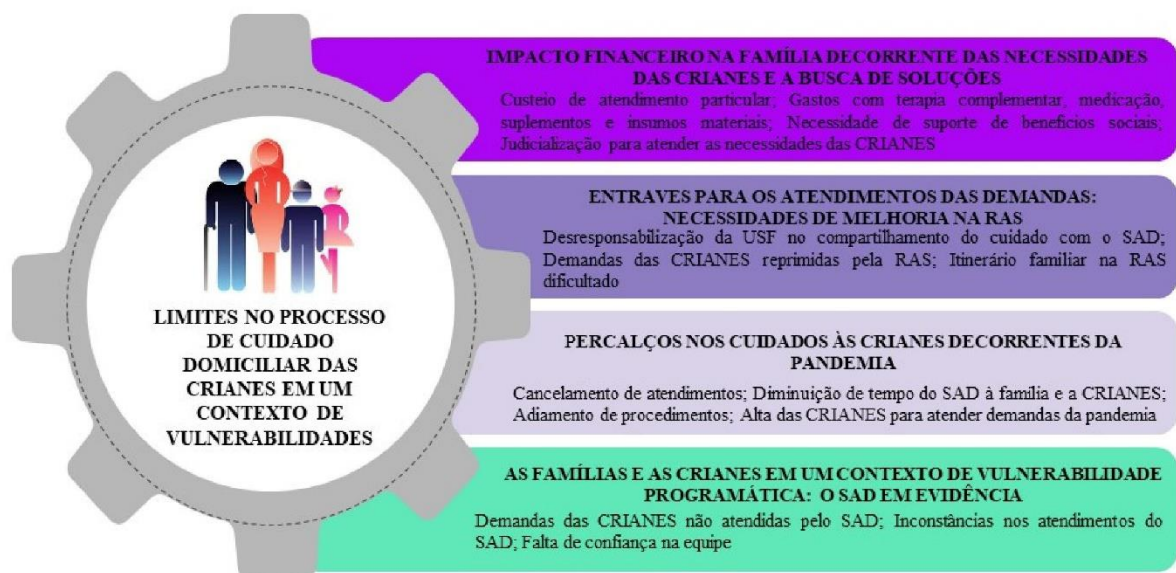 LIMITES NO PROCESSO
DE CUIDADO
DOMICILIAR DAS
CRIANES EM UM
CONTEXTO DE
VULNERABILIDADES
IMPACTO FINANCEIRO NA FAMÍLIA DECORRENTE DAS NECESSIDADES
DAS CRIANES E A BUSCA DE SOLUÇÕES
Custeio de atendimento particular; Gastos com terapia complementar, medicação,
suplementos e insumos materiais; Necessidade de suporte de benefícios sociais;
Judicialização para atender as necessidades das CRIANES
ENTRAVES PARA OS ATENDIMENTOS DAS DEMANDAS:
NECESSIDADES DE MELHORIA NA RAS
Desresponsabilização da USF no compartilhamento do cuidado com o SAD;
Demandas das CRIANES reprimidas pela RAS; Itinerário familiar na RAS
dificultado
PERCALÇOS NOS CUIDADOS ÀS CRIANES DECORRENTES DA
PANDEMIA
Cancelamento de atendimentos; Diminuição de tempo do SAD à família e a CRIANES;
Adiamento de procedimentos; Alta das CRIANES para atender demandas da pandemia
AS FAMÍLIAS E AS CRIANES EM UM CONTEXTO DE VULNERABILIDADE
PROGRAMÁTICA: O SAD EM EVIDÊNCIA
Demandas das CRIANES não atendidas pelo SAD; Inconstâncias nos atendimentos do
SAD; Falta de confiança na equipe